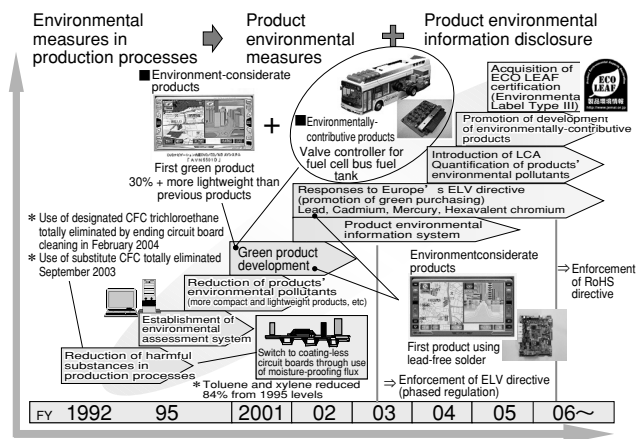 Environmental
measures in
production processes
Product
environmental
measures
Product environmental
information disclosure
■Environment-considerate
products
First green product
30% + more lightweight than
previous products
■Environmentally-
contributive products
Valve controller for
fuel cell bus fuel
tank
Acquisition of
ECO LEAF
certification
(Environmenta
Label Type III)
ECO
LEAF
製品環境情報
Promotion of development
of environmentally-contributive
products
Introduction of LCA
Quantification of products'
environmental pollutants
Responses to Europe's ELV directive
(promotion of green purchasing)
Lead, Cadmium, Mercury, Hexavalent chromium
Product environmental
information system
* Use of designated CFC trichloroethane
totally eliminated by ending circuit board
cleaning in February 2004
* Use of substitute CFC totally eliminated
September 2003
Green product
development
Reduction of products'
environmental pollutants
(more compact and lightweight products, etc)
Establishment of
environmental
assessment system
Reduction of harmful
substances in
production processes
Switch to coating-less
circuit boards through use
of moisture-proofing flux
* Toluene and xylene reduced
84% from 1995 levels
Environmentconsiderate
products
First product using
lead-free solder
⇒ Enforcement
of RoHS
directive
⇒ Enforcement of ELV directive
(phased regulation)
FY 1992 95 2001 02 03 04 05 06~